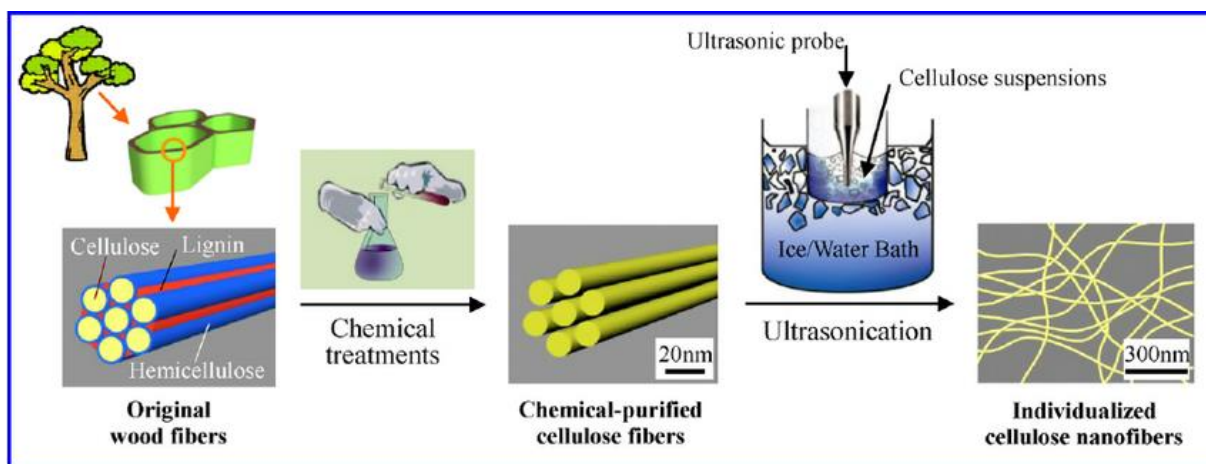 Ultrasonic probe
Cellulose suspensions
Cellulose
Lignin
Hemicellulose
Chemical
treatments
20nm
Ice/Water Bath
Ultrasonication
300nm
Original
wood fibers
Chemical-purified
cellulose fibers
Individualized
cellulose nanofibers